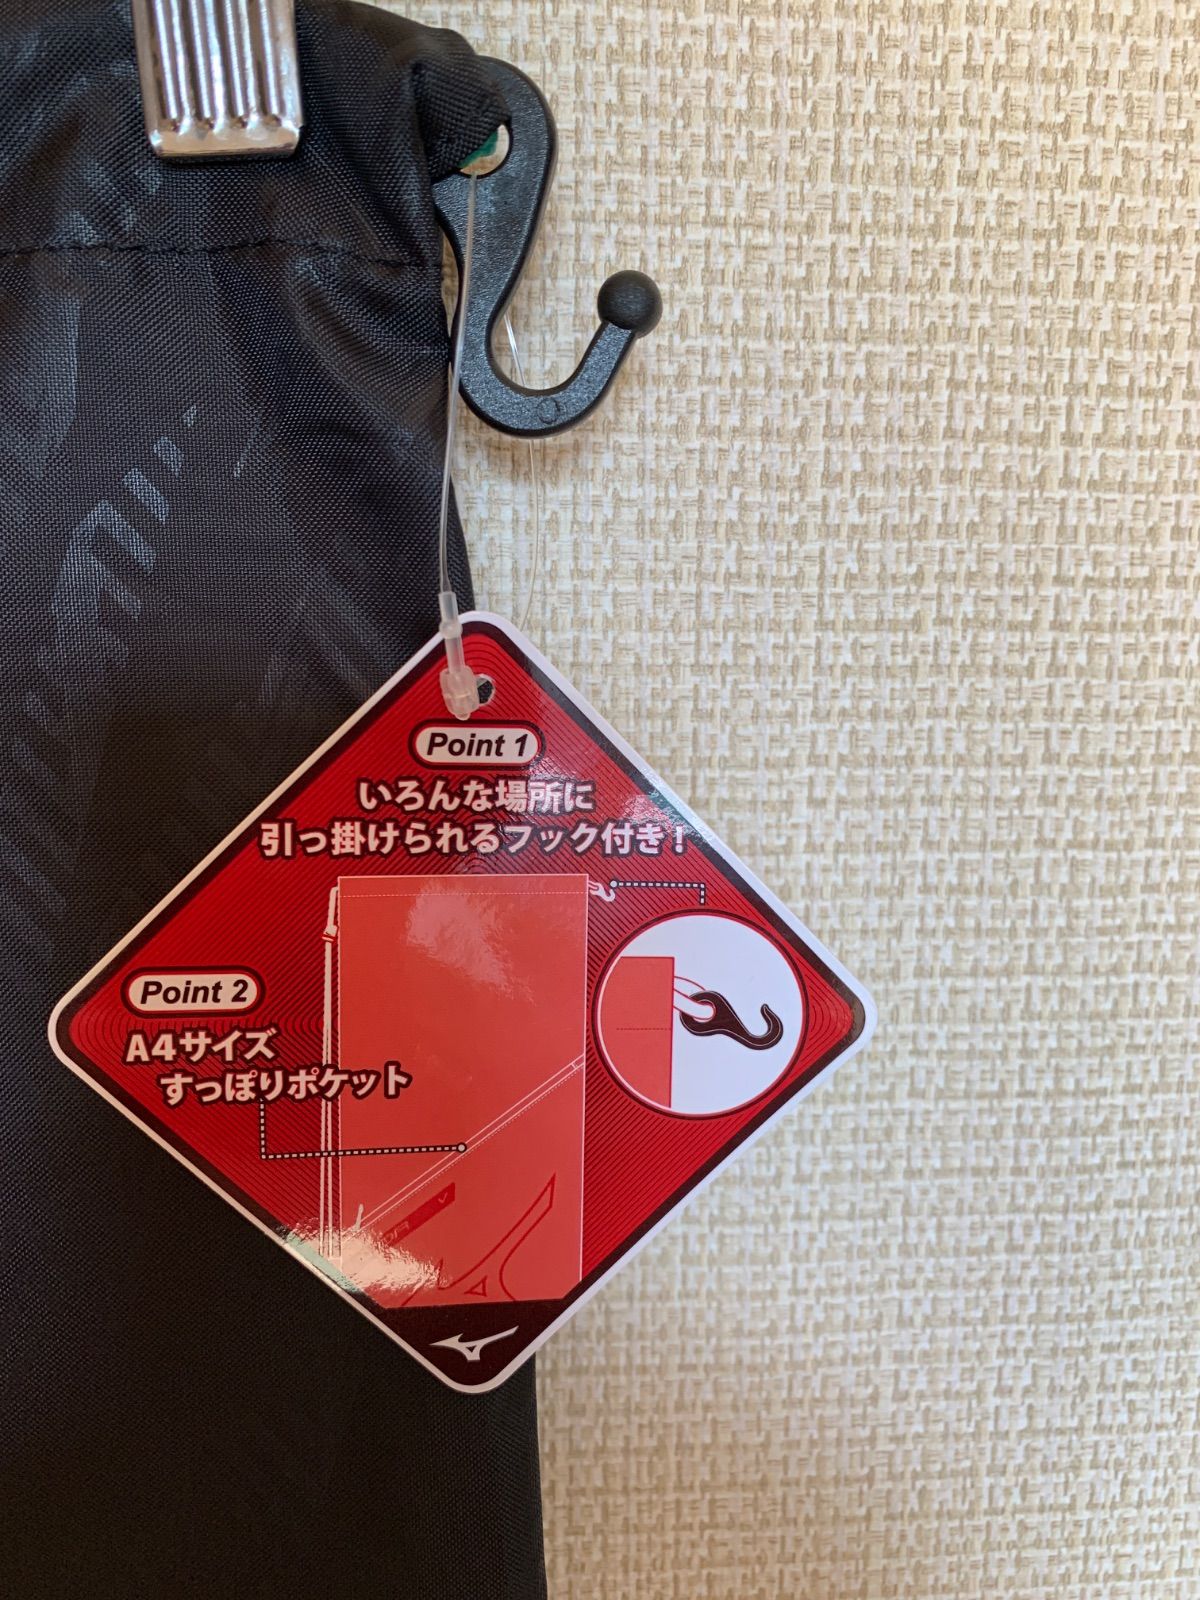 Point 1
いろんな場所に
引っ掛けられるフック付き！
Point 2
A4サイズ
すっぽりポケット